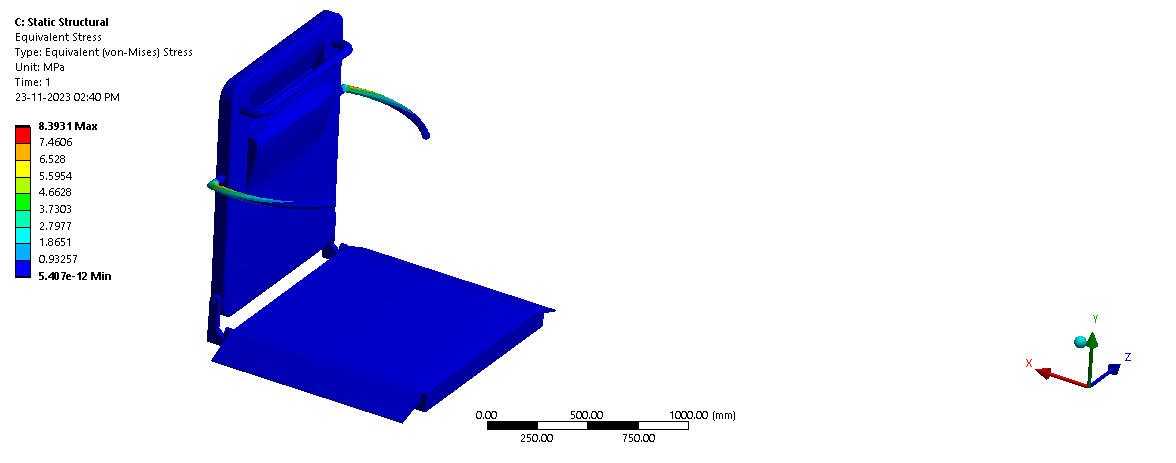 C: Static Structural
Equivalent Stress
Type: Equivalent (von-Mises) Stress
Unit: MPa
Time: 1
23-11-2023 02:40 PM
8.3931 Max
7.4606
6.528
5.5954
4.6628
3.7303
2.7977
1.8651
0.93257
5.407e-12 Min
Y
X
Z
0.00 500.00 1000.00 (mm)
250.00 750.00